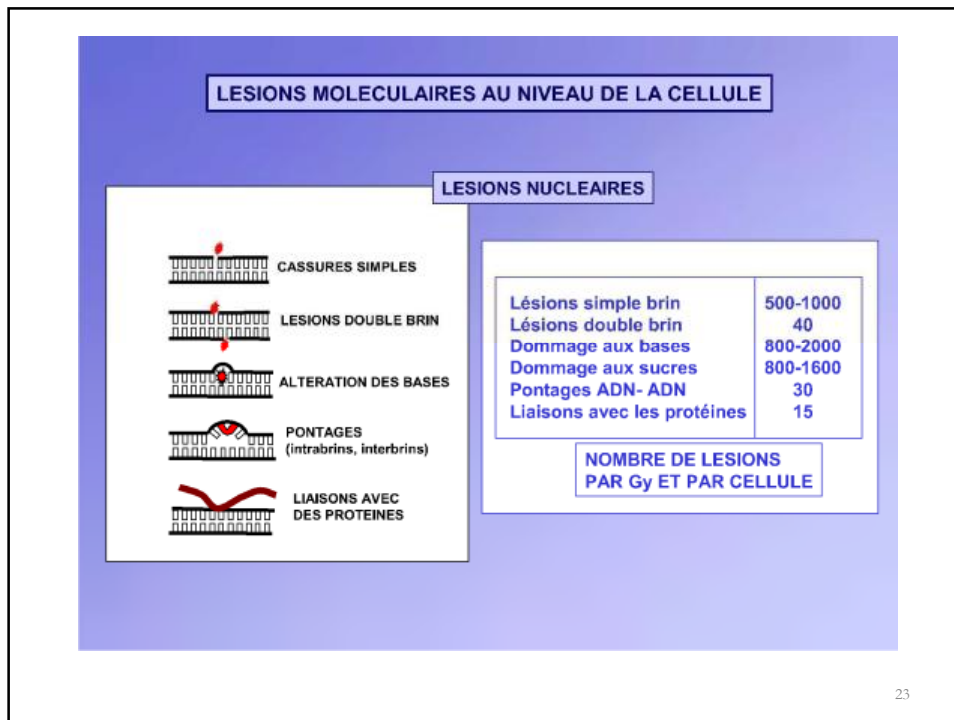 LESIONS MOLECULAIRES AU NIVEAU DE LA CELLULE
LESIONS NUCLEAIRES
CASSURES SIMPLES
LESIONS DOUBLE BRIN
ALTERATION DES BASES
PONTAGES
(intrabrins, interbrins)
LIAISONS AVEC
DES PROTEINES
Lésions simple brin 500-1000
Lésions double brin 40
Dommage aux bases 800-2000
Dommage aux sucres 800-1600
Pontages ADN- ADN 30
Liaisons avec les protéines 15
NOMBRE DE LESIONS
PAR Gy ET PAR CELLULE
23